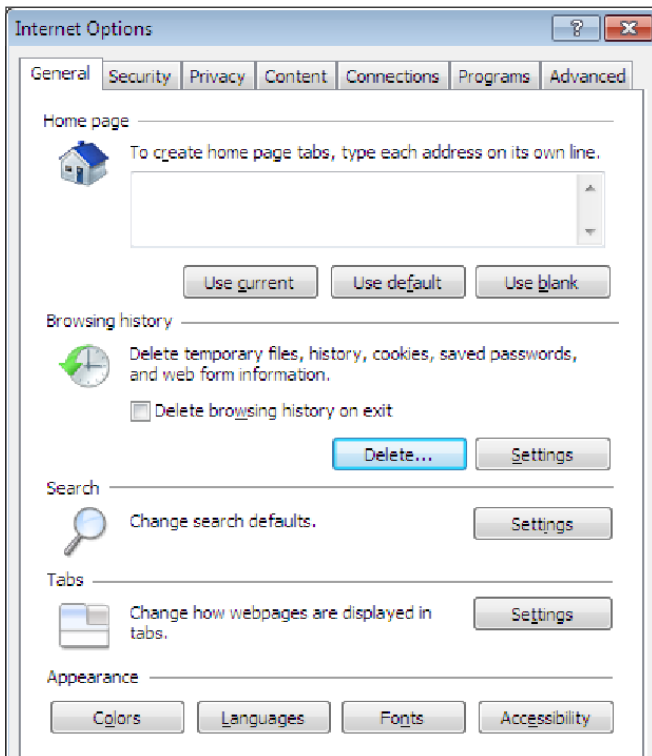 Internet Options
General Security Privacy Content Connections Programs Advanced
Home page
To create home page tabs, type each address on its own line.
Use current Use default Use blank
Browsing history
Delete temporary files, history, cookies, saved passwords,
and web form information.
Delete browsing history on exit
Delete... Settings
Search
Change search defaults. Settings
Tabs
Change how webpages are displayed in
tabs.
Settings
Appearance
Colors Languages Fonts Accessibility